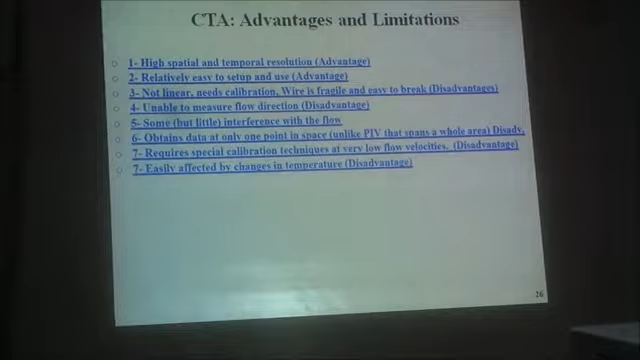 CTA: Advantages and Limitations
1- High spatial and temporal resolution (Advantage)
2- Relatively easy to setup and use (Advantage)
3- Not linear, needs calibration, Wire is fragile and easy to break (Disadvantages)
4- Unable to measure flow direction (Disadvantage)
5- Some (but little) interference with the flow
6- Obtains data at only one point in space (unlike PIV that spans a whole area) Disadv.
7- Requires special calibration techniques at very low flow velocities. (Disadvantage)
7- Easily affected by changes in temperature (Disadvantage)
26